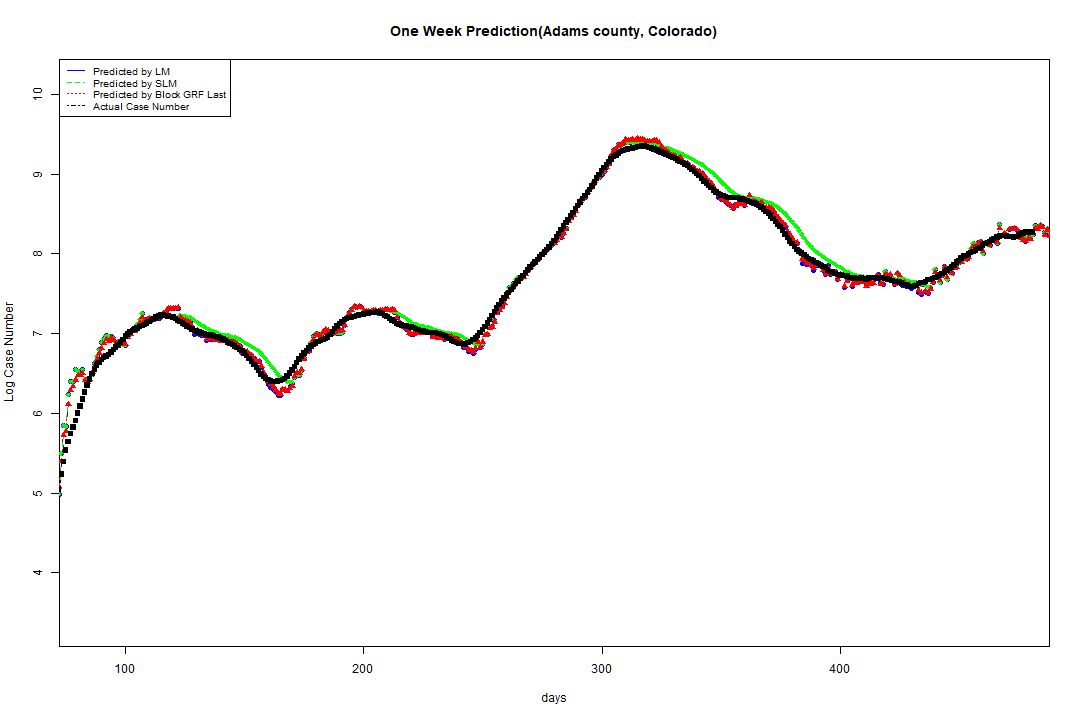 One Week Prediction(Adams county, Colorado)
Predicted by LM
Predicted by SLM
Predicted by Block GRF Last
Actual Case Number
10
9
8
7
6
5
4
Log Case Number
100 200 300 400
days